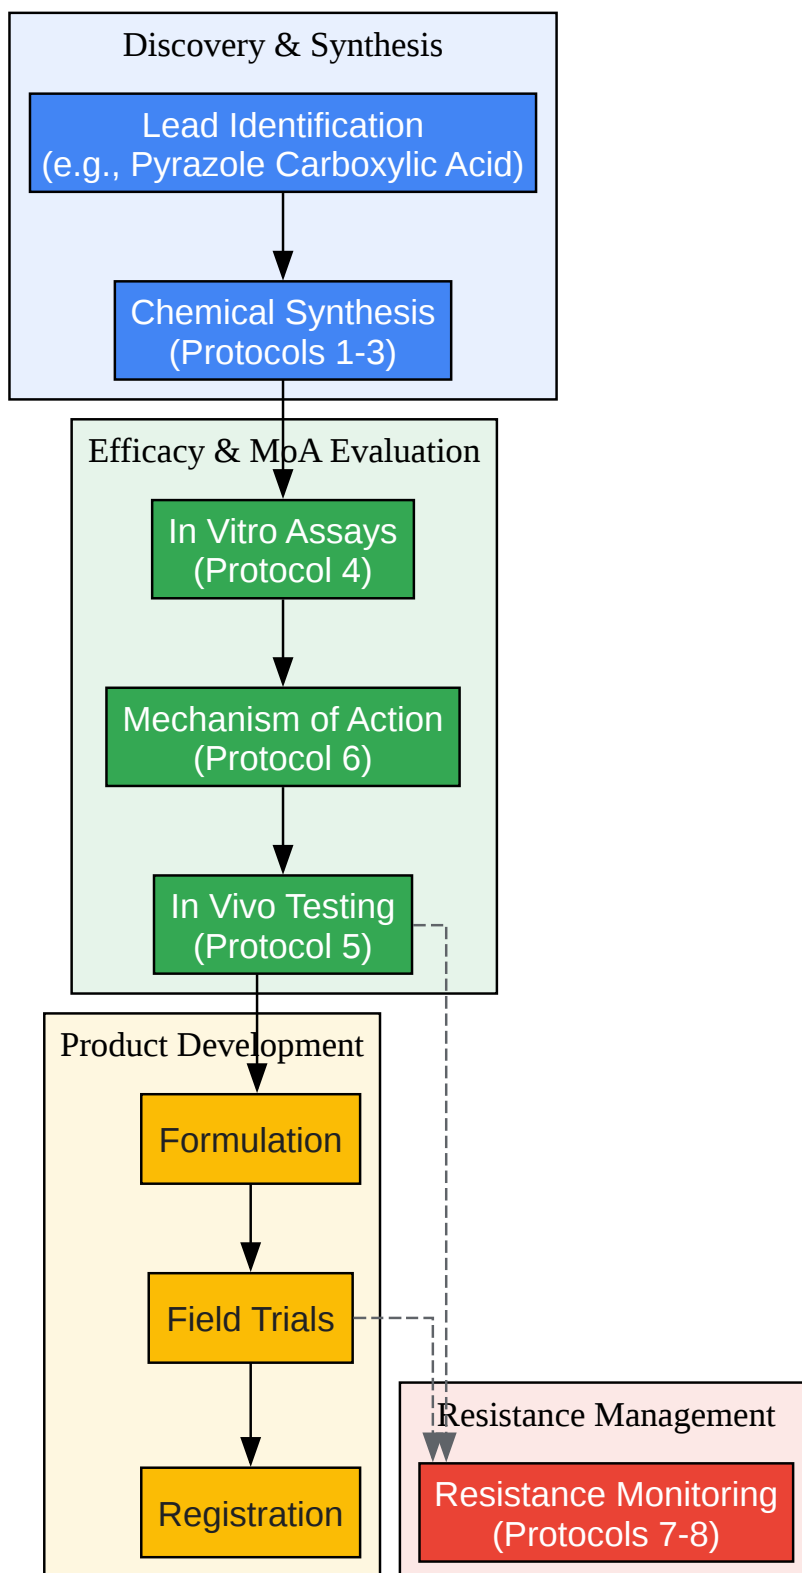 Discovery & Synthesis
Lead Identification
(e.g., Pyrazole Carboxylic Acid)
Chemical Synthesis
(Protocols 1-3)
Efficacy & MoA Evaluation
In Vitro Assays
(Protocol 4)
Mechanism of Action
(Protocol 6)
In Vivo Testing
(Protocol 5)
Product Development
Formulation
Field Trials
Registration
Resistance Management
Resistance Monitoring
(Protocols 7-8)